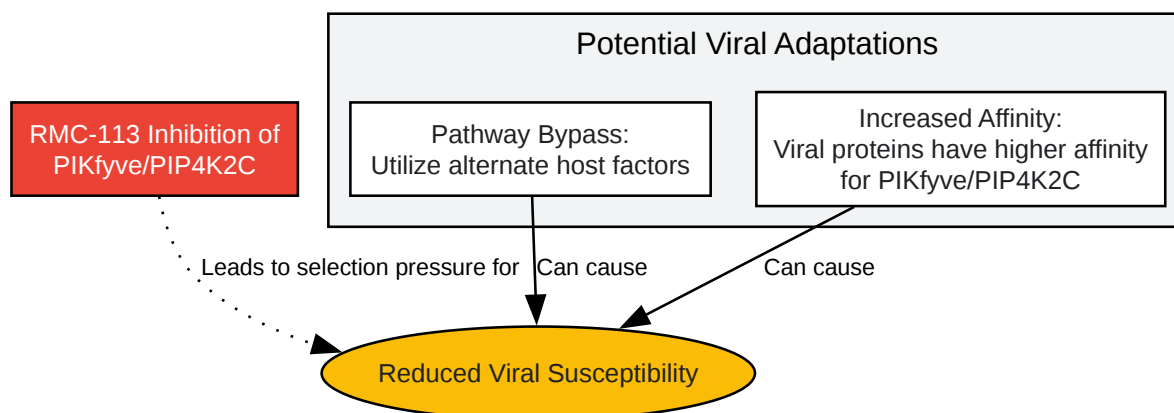 Potential Viral Adaptations
RMC-113 Inhibition of
PIKfyve/PIP4K2C
Pathway Bypass:
Utilize alternate host factors
Increased Affinity:
Viral proteins have higher affinity
for PIKfyve/PIP4K2C
Leads to selection pressure for
Can cause
Can cause
Reduced Viral Susceptibility